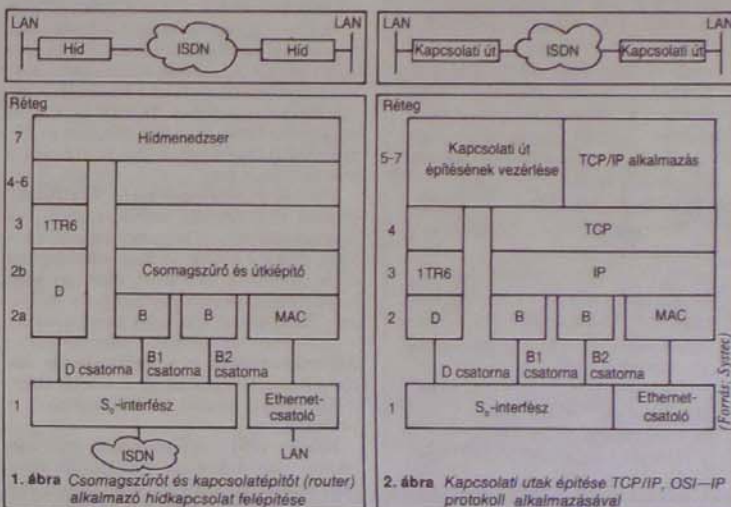 LAN
LAN
Híd
ISDN
Híd
Réteg
7
Hídmenedzser
4-6
3
1TR6
2b
Csomagszűrő és útkiépítő
D
2a
B
B
MAC
D csatorna
B1 csatorna
B2 csatorna
1
S₀-interfész
Ethernet-
csatoló
ISDN
LAN
1. ábra Csomagszűrőt és kapcsolatépítőt (router)
alkalmazó hídkapcsolat felépítése
LAN
LAN
Kapcsolati út
ISDN
Kapcsolati út
Réteg
5-7
Kapcsolati út
építésének vezérlése
TCP/IP alkalmazás
4
TCP
3
1TR6
IP
2
D
B
B
MAC
D csatorna
B1 csatorna
B2 csatorna
1
S₀-interfész
Ethernet-
csatoló
(Forrás: Systec)
2. ábra Kapcsolati utak építése TCP/IP, OSI—IP
protokoll alkalmazásával